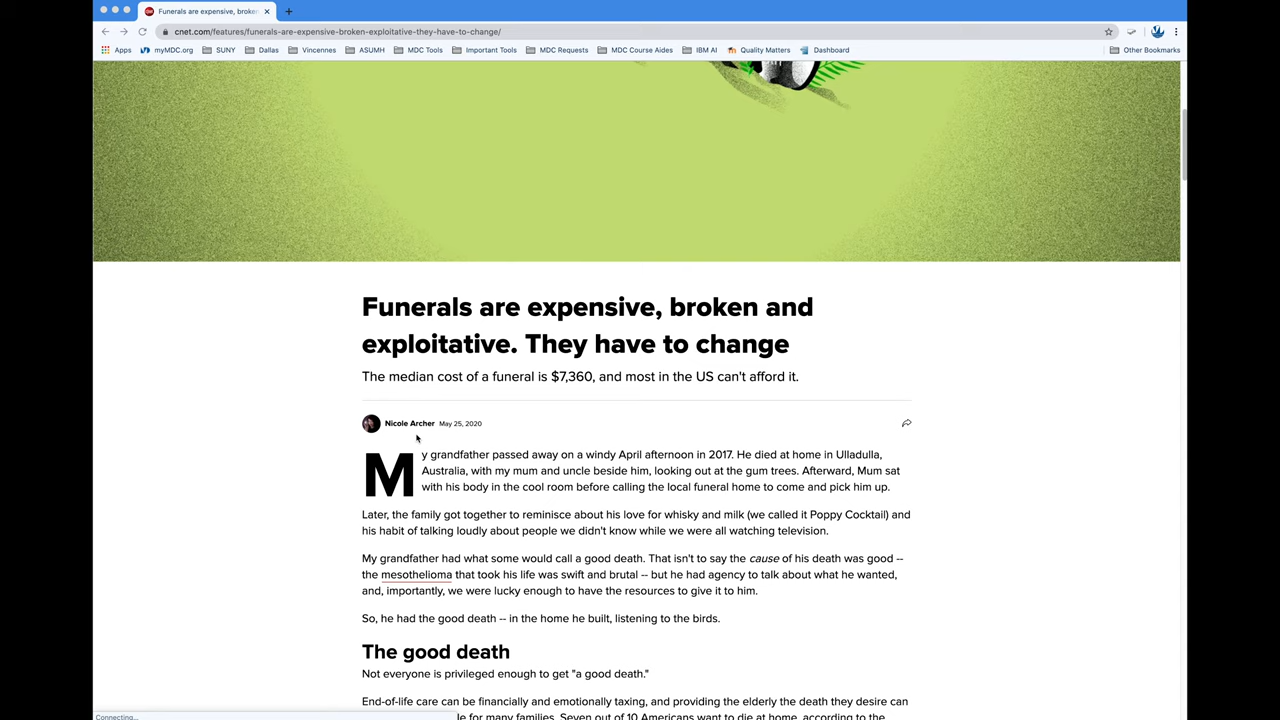 Funerals are expensive, broken
cnet.com/features/funerals-are-expensive-broken-exploitative-they-have-to-change/
Apps myMDC.org SUNY Dallas Vincennes ASUMH MDC Tools Important Tools MDC Requests MDC Course Aides IBM AI Quality Matters Dashboard Other Bookmarks
Funerals are expensive, broken and
exploitative. They have to change
The median cost of a funeral is $7,360, and most in the US can't afford it.
Nicole Archer May 25, 2020
My grandfather passed away on a windy April afternoon in 2017. He died at home in Ulladulla,
Australia, with my mum and uncle beside him, looking out at the gum trees. Afterward, Mum sat
with his body in the cool room before calling the local funeral home to come and pick him up.
Later, the family got together to reminisce about his love for whisky and milk (we called it Poppy Cocktail) and
his habit of talking loudly about people we didn't know while we were all watching television.
My grandfather had what some would call a good death. That isn't to say the cause of his death was good --
the mesothelioma that took his life was swift and brutal -- but he had agency to talk about what he wanted,
and, importantly, we were lucky enough to have the resources to give it to him.
So, he had the good death -- in the home he built, listening to the birds.
The good death
Not everyone is privileged enough to get "a good death."
End-of-life care can be financially and emotionally taxing, and providing the elderly the death they desire can
le for many families. Seven out of 10 Americans want to die at home, according to the
Connecting...